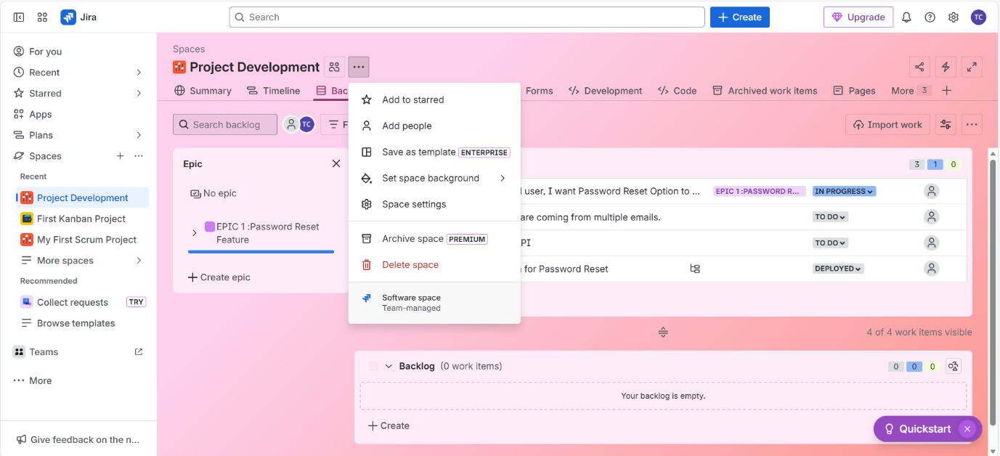 Jira
Search
Create
Upgrade
TC
For you
Recent
Starred
Apps
Plans
Spaces
Recent
Project Development
First Kanban Project
My First Scrum Project
More spaces
Recommended
Collect requests TRY
Browse templates
Teams
More
Give feedback on the n...
Spaces
Project Development
Summary Timeline Forms Development Code Archived work items Pages More 3
Search backlog TC Import work
Add to starred
Add people
Save as template ENTERPRISE
Set space background
Space settings
Archive space PREMIUM
Delete space
Software space
Team-managed
Epic
No epic
EPIC 1 :Password Reset
Feature
Create epic
3 1 0
user, I want Password Reset Option to ... EPIC 1 :PASSWORD R... IN PROGRESS
are coming from multiple emails. TO DO
TO DO
for Password Reset DEPLOYED
4 of 4 work items visible
Backlog (0 work items) 0 0 0
Your backlog is empty.
Create
Quickstart